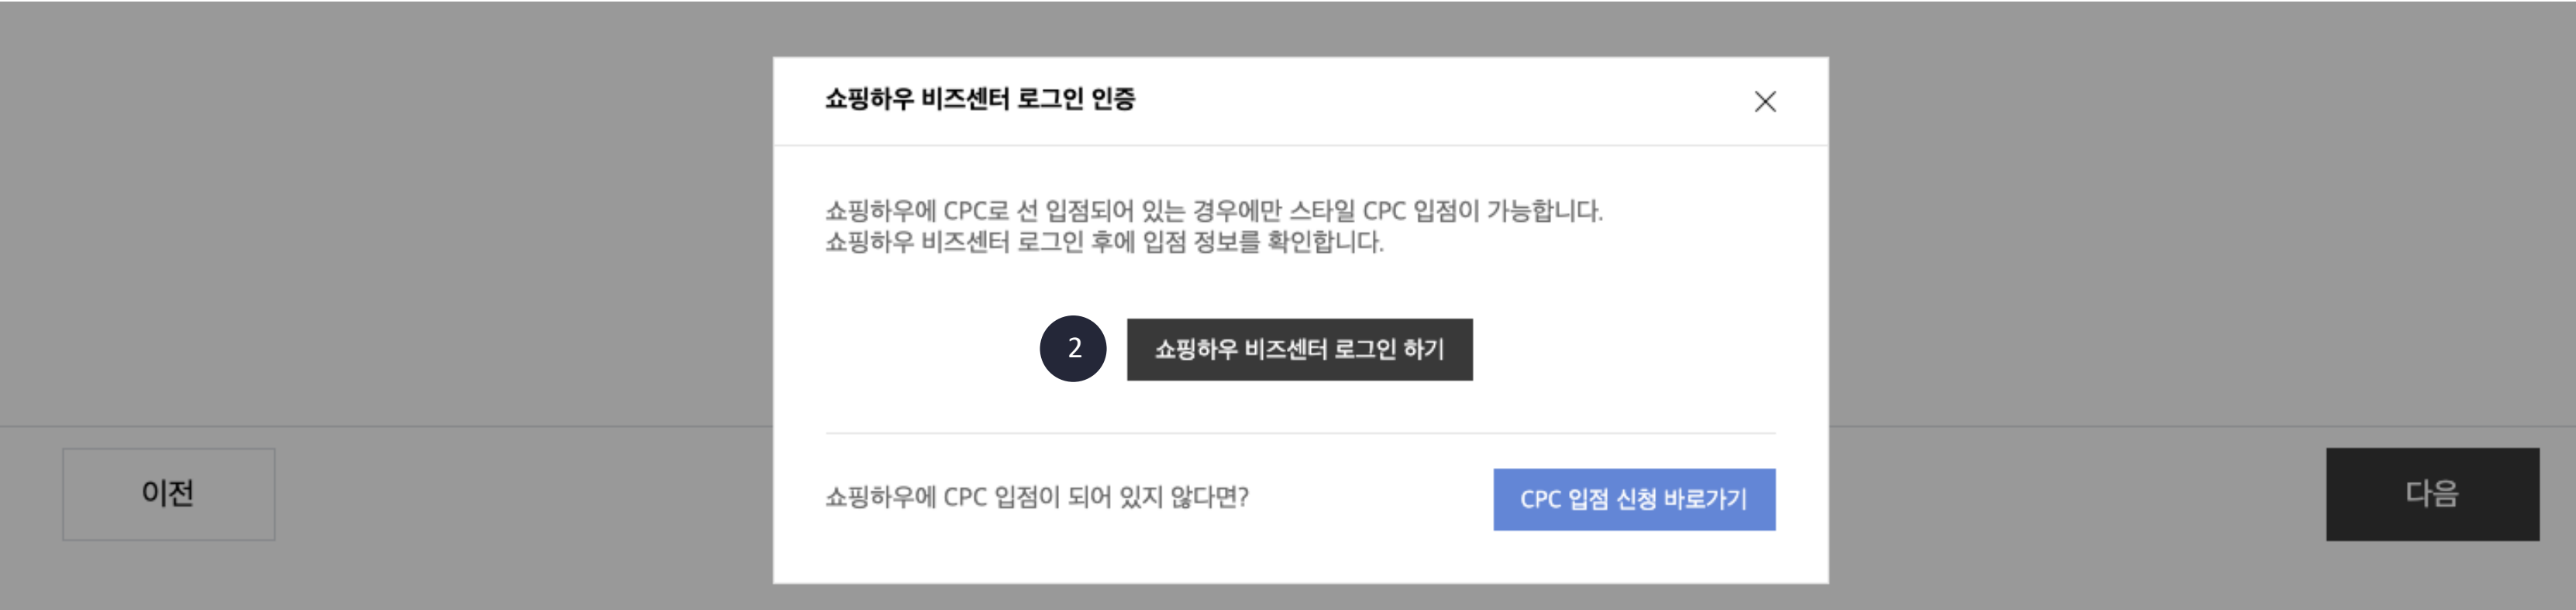 쇼핑하우 비즈센터 로그인 인증
쇼핑하우에 CPC로 선 입점되어 있는 경우에만 스타일 CPC 입점이 가능합니다.
쇼핑하우 비즈센터 로그인 후에 입점 정보를 확인합니다.
2
쇼핑하우 비즈센터 로그인 하기
쇼핑하우에 CPC 입점이 되어 있지 않다면?
CPC 입점 신청 바로가기
이전
다음